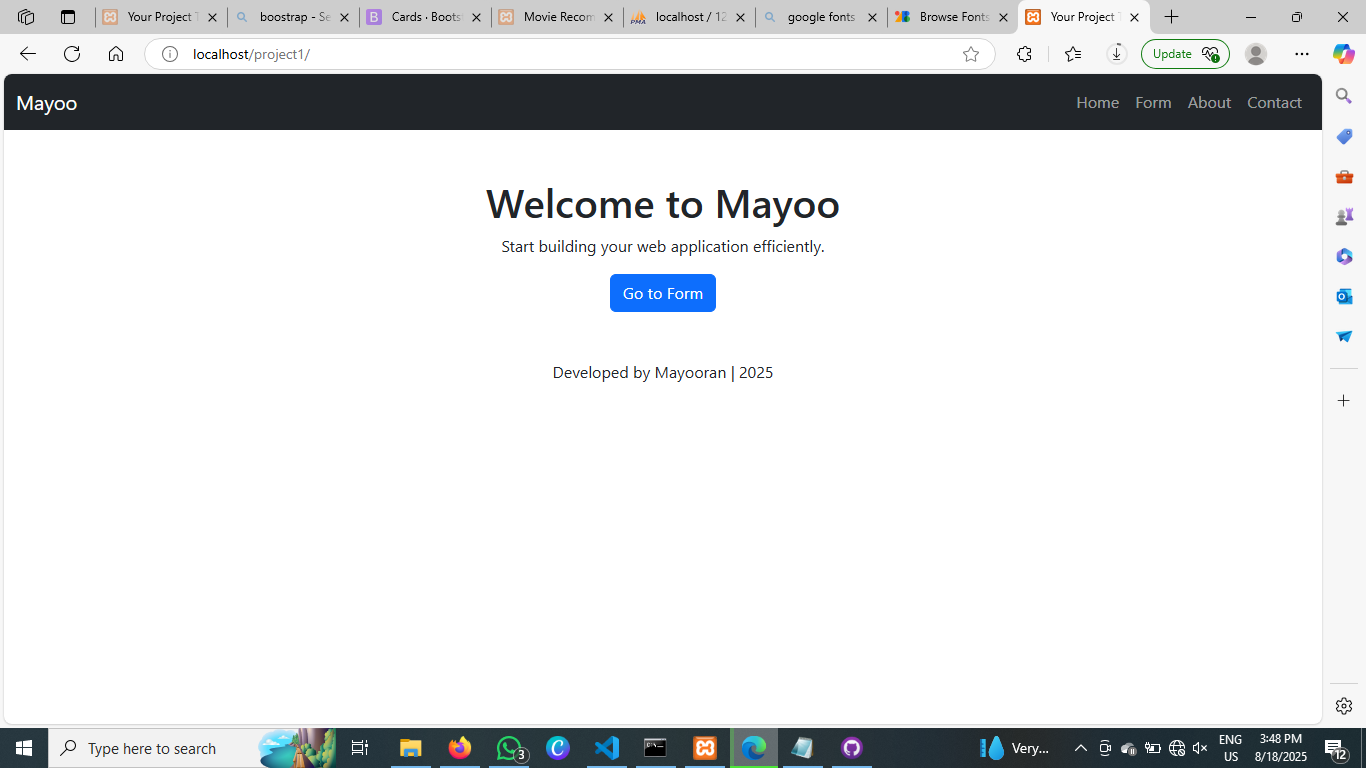 Your Project T
boostrap - Se
Cards · Boots
Movie Recom
localhost / 12
google fonts
Browse Fonts
Your Project T
localhost/project1/
Update
Mayoo
Home Form About Contact
Welcome to Mayoo
Start building your web application efficiently.
Go to Form
Developed by Mayooran | 2025
Type here to search
3
Very...
ENG
US
3:48 PM
8/18/2025
12